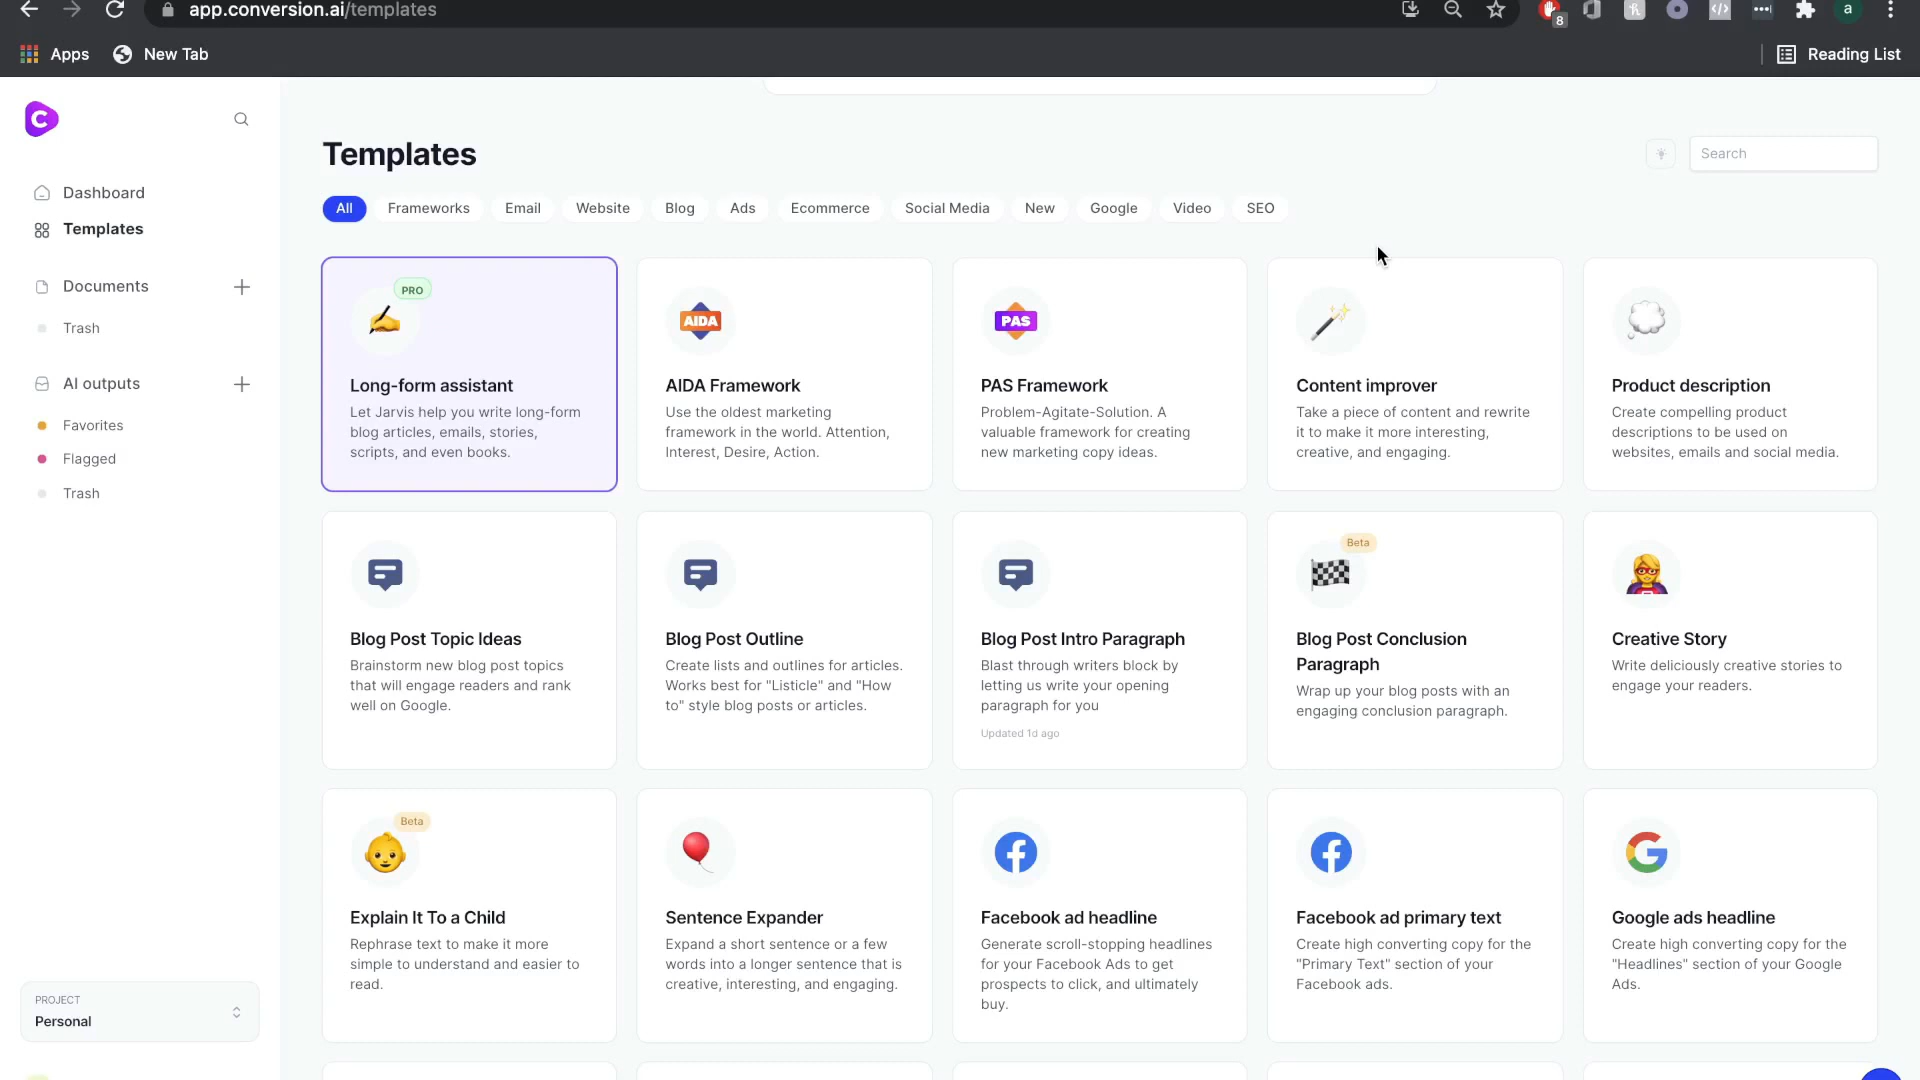 app.conversion.ai/templates
8
a
Apps
New Tab
Reading List
C
Dashboard
Templates
Documents
Trash
AI outputs
Favorites
Flagged
Trash
PROJECT
Personal
Templates
Search
All
Frameworks
Email
Website
Blog
Ads
Ecommerce
Social Media
New
Google
Video
SEO
PRO
Long-form assistant
Let Jarvis help you write long-form
blog articles, emails, stories,
scripts, and even books.
AIDA
AIDA Framework
Use the oldest marketing
framework in the world. Attention,
Interest, Desire, Action.
PAS
PAS Framework
Problem-Agitate-Solution. A
valuable framework for creating
new marketing copy ideas.
Content improver
Take a piece of content and rewrite
it to make it more interesting,
creative, and engaging.
Product description
Create compelling product
descriptions to be used on
websites, emails and social media.
Blog Post Topic Ideas
Brainstorm new blog post topics
that will engage readers and rank
well on Google.
Blog Post Outline
Create lists and outlines for articles.
Works best for "Listicle" and "How
to" style blog posts or articles.
Blog Post Intro Paragraph
Blast through writers block by
letting us write your opening
paragraph for you
Updated 1d ago
Beta
Blog Post Conclusion
Paragraph
Wrap up your blog posts with an
engaging conclusion paragraph.
Creative Story
Write deliciously creative stories to
engage your readers.
Beta
Explain It To a Child
Rephrase text to make it more
simple to understand and easier to
read.
Sentence Expander
Expand a short sentence or a few
words into a longer sentence that is
creative, interesting, and engaging.
Facebook ad headline
Generate scroll-stopping headlines
for your Facebook Ads to get
prospects to click, and ultimately
buy.
Facebook ad primary text
Create high converting copy for the
"Primary Text" section of your
Facebook ads.
Google ads headline
Create high converting copy for the
"Headlines" section of your Google
Ads.